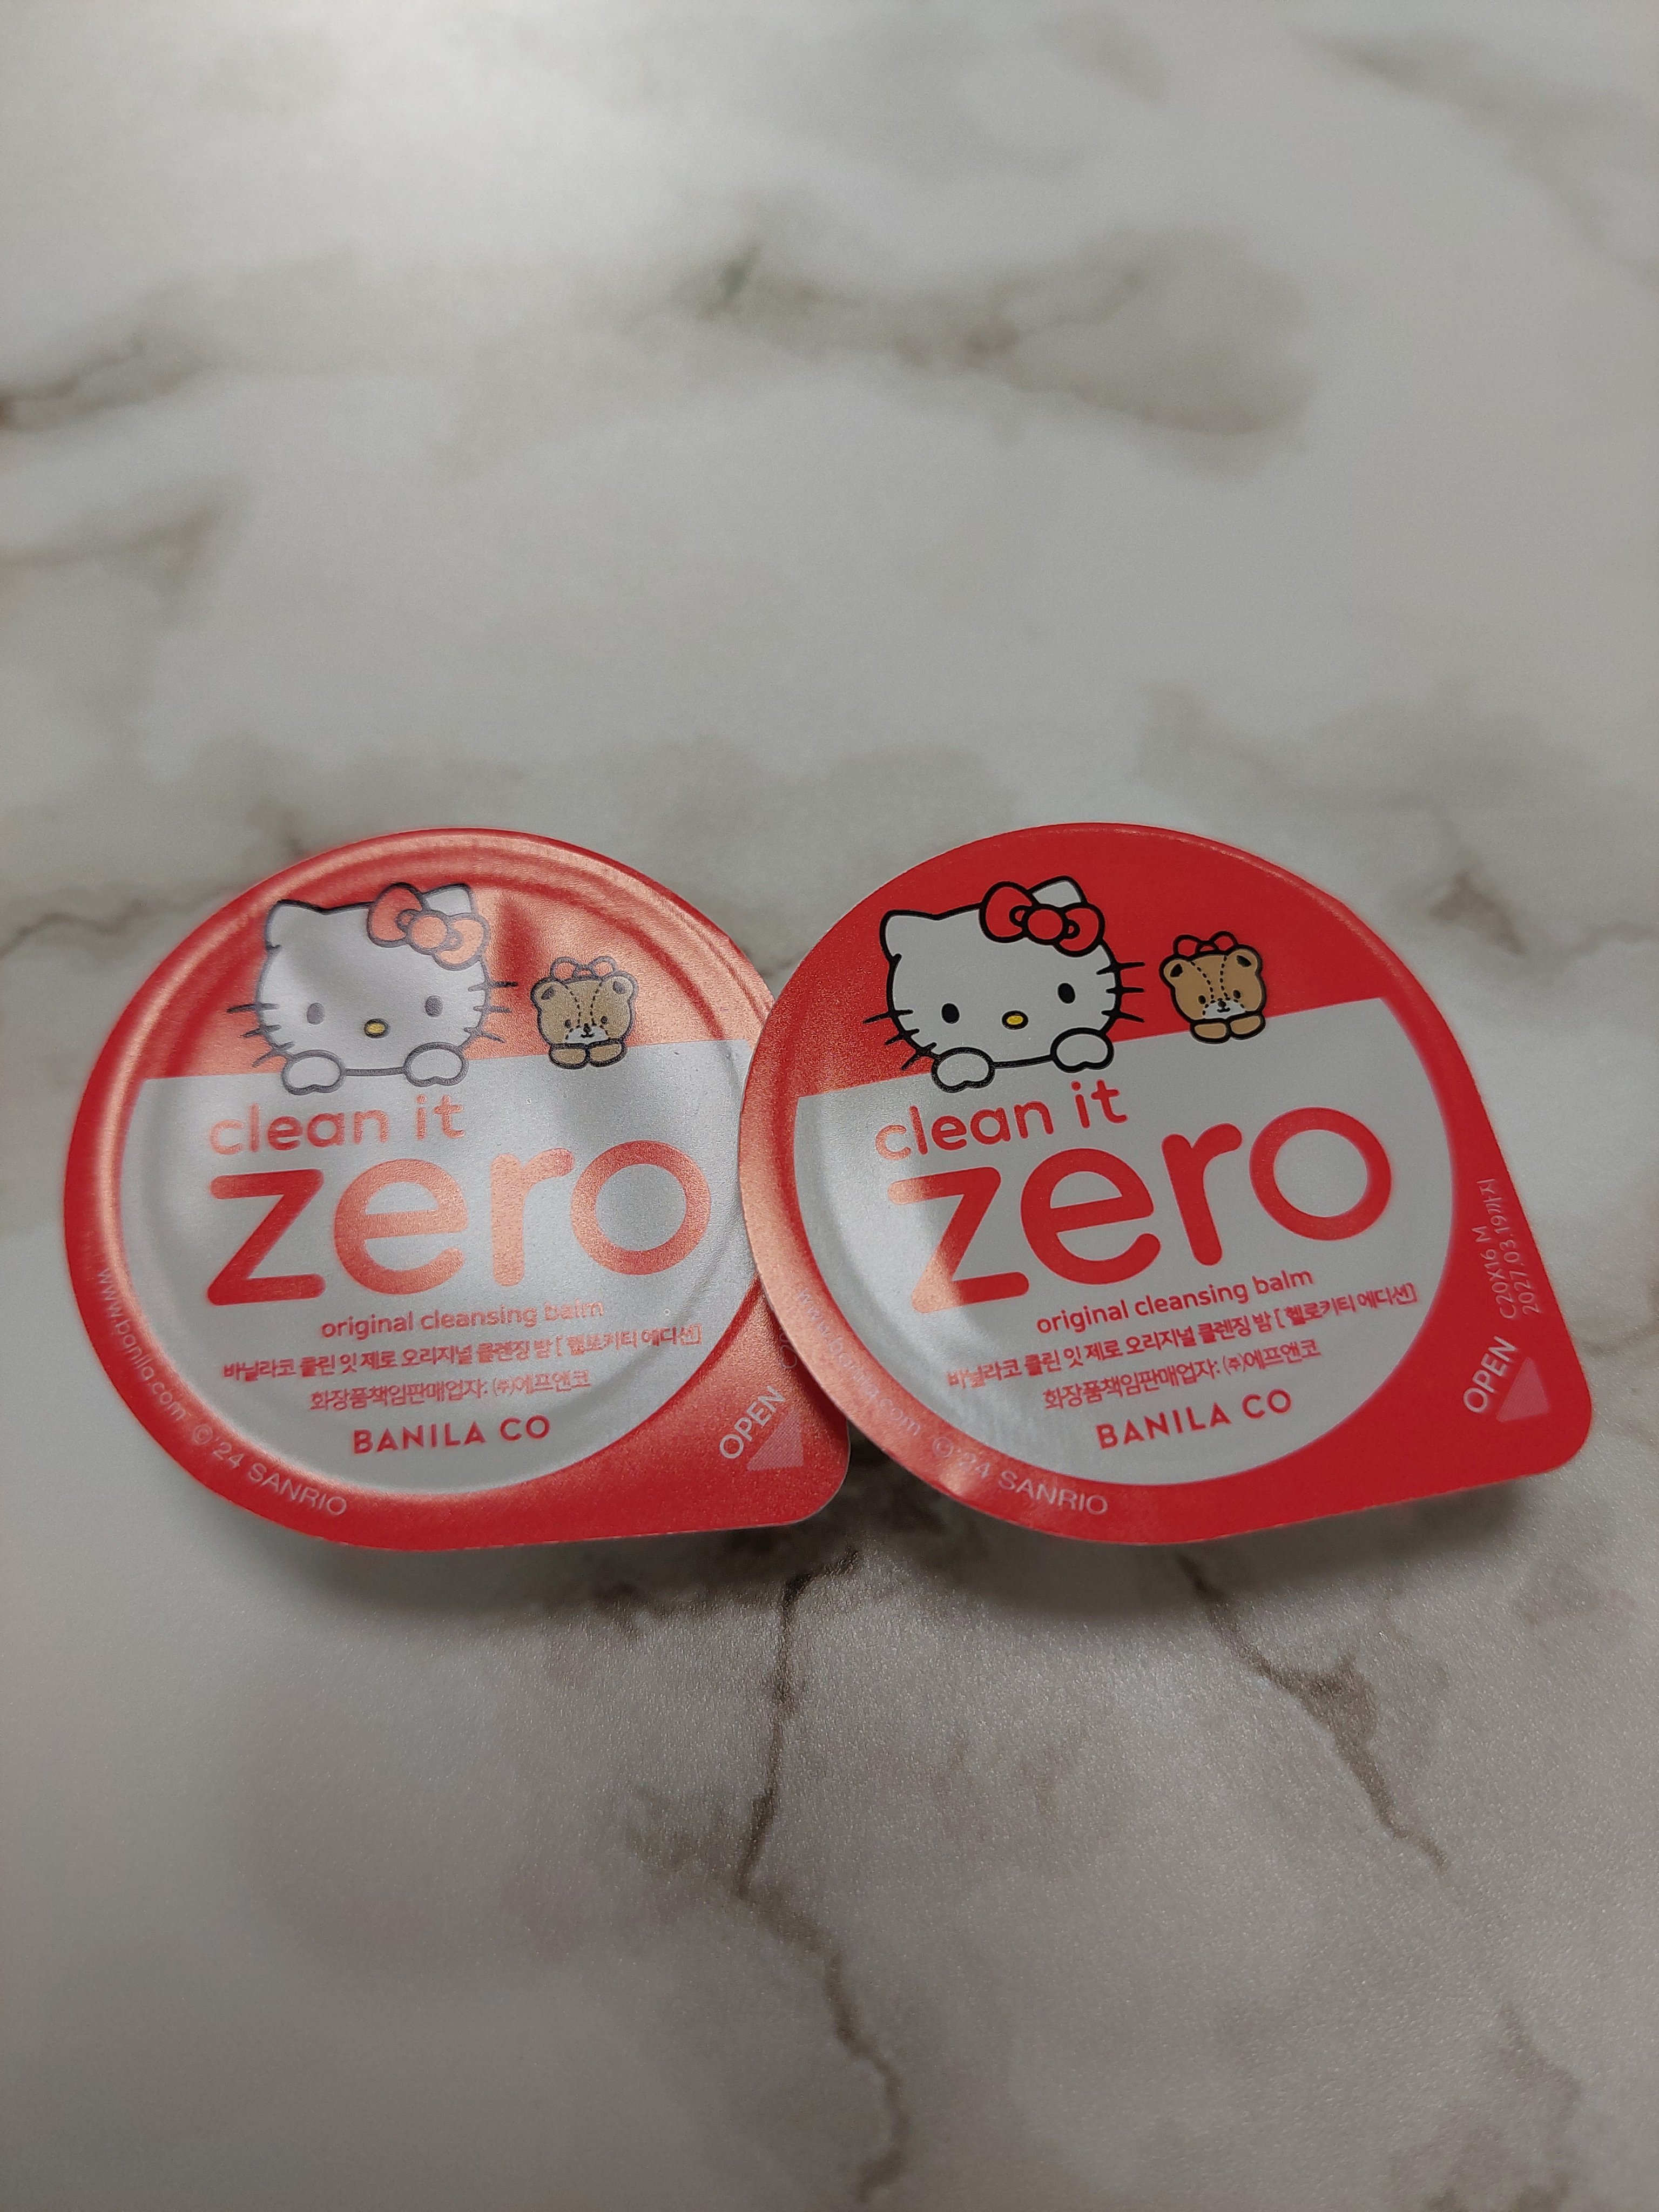 clean it
zero
original cleansing balm
바닐라코 클린 잇 제로 오리지널 클렌징 밤 [ 헬로키티 에디션]
화장품책임판매업자: ㈜에프앤코
BANILA CO
www.banila.com ©'24 SANRIO
OPEN
clean it
zero
original cleansing balm
바닐라코 클린 잇 제로 오리지널 클렌징 밤 [ 헬로키티 에디션]
화장품책임판매업자: ㈜에프앤코
BANILA CO
www.banila.com ©'24 SANRIO
OPEN
C20X16 M
2027.03.19까지